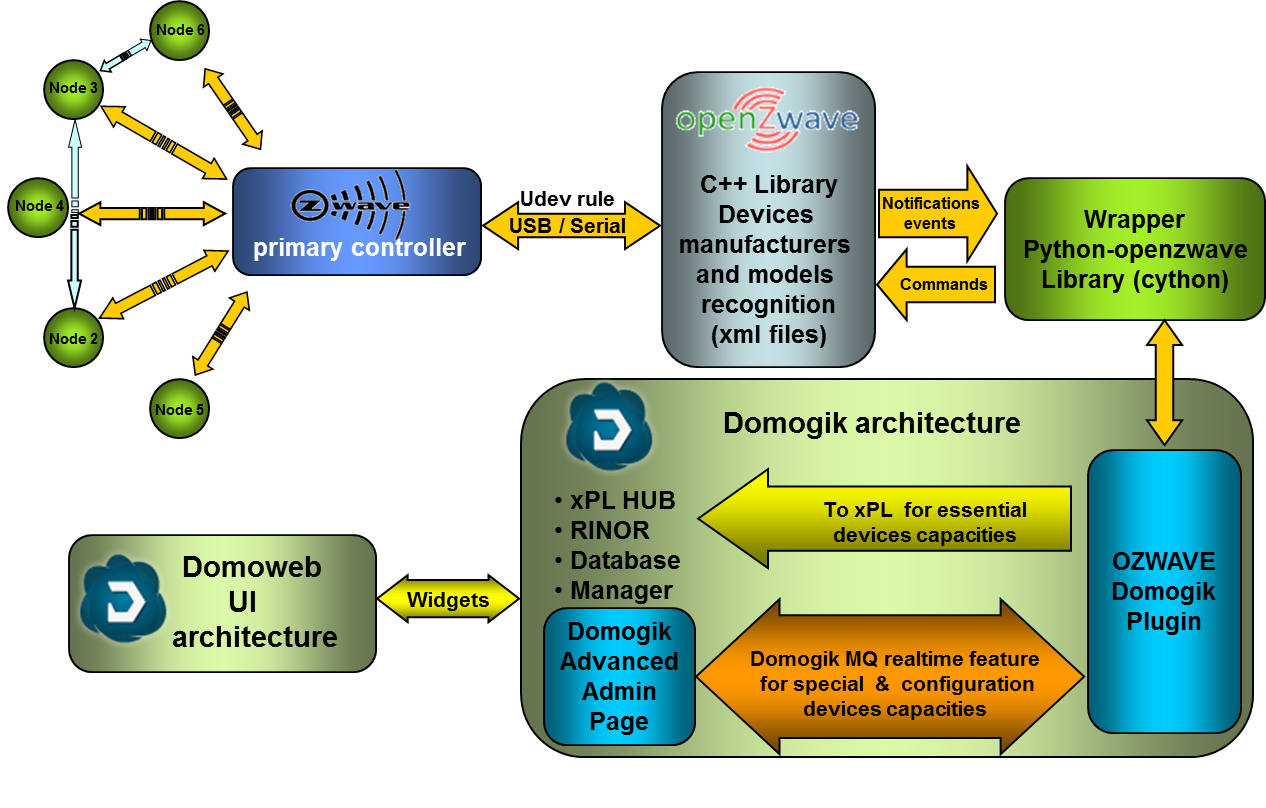 Node 6
Node 3
Node 4
Node 2
Node 5
Zwave
primary controller
Udev rule
USB / Serial
openZwave
C++ Library
Devices
manufacturers
and models
recognition
(xml files)
Notifications
events
Commands
Wrapper
Python-openzwave
Library (cython)
Domogik architecture
• xPL HUB
• RINOR
• Database
• Manager
To xPL for essential
devices capacities
OZWAVE
Domogik
Plugin
Domoweb
UI
architecture
Widgets
Domogik
Advanced
Admin
Page
Domogik MQ realtime feature
for special & configuration
devices capacities